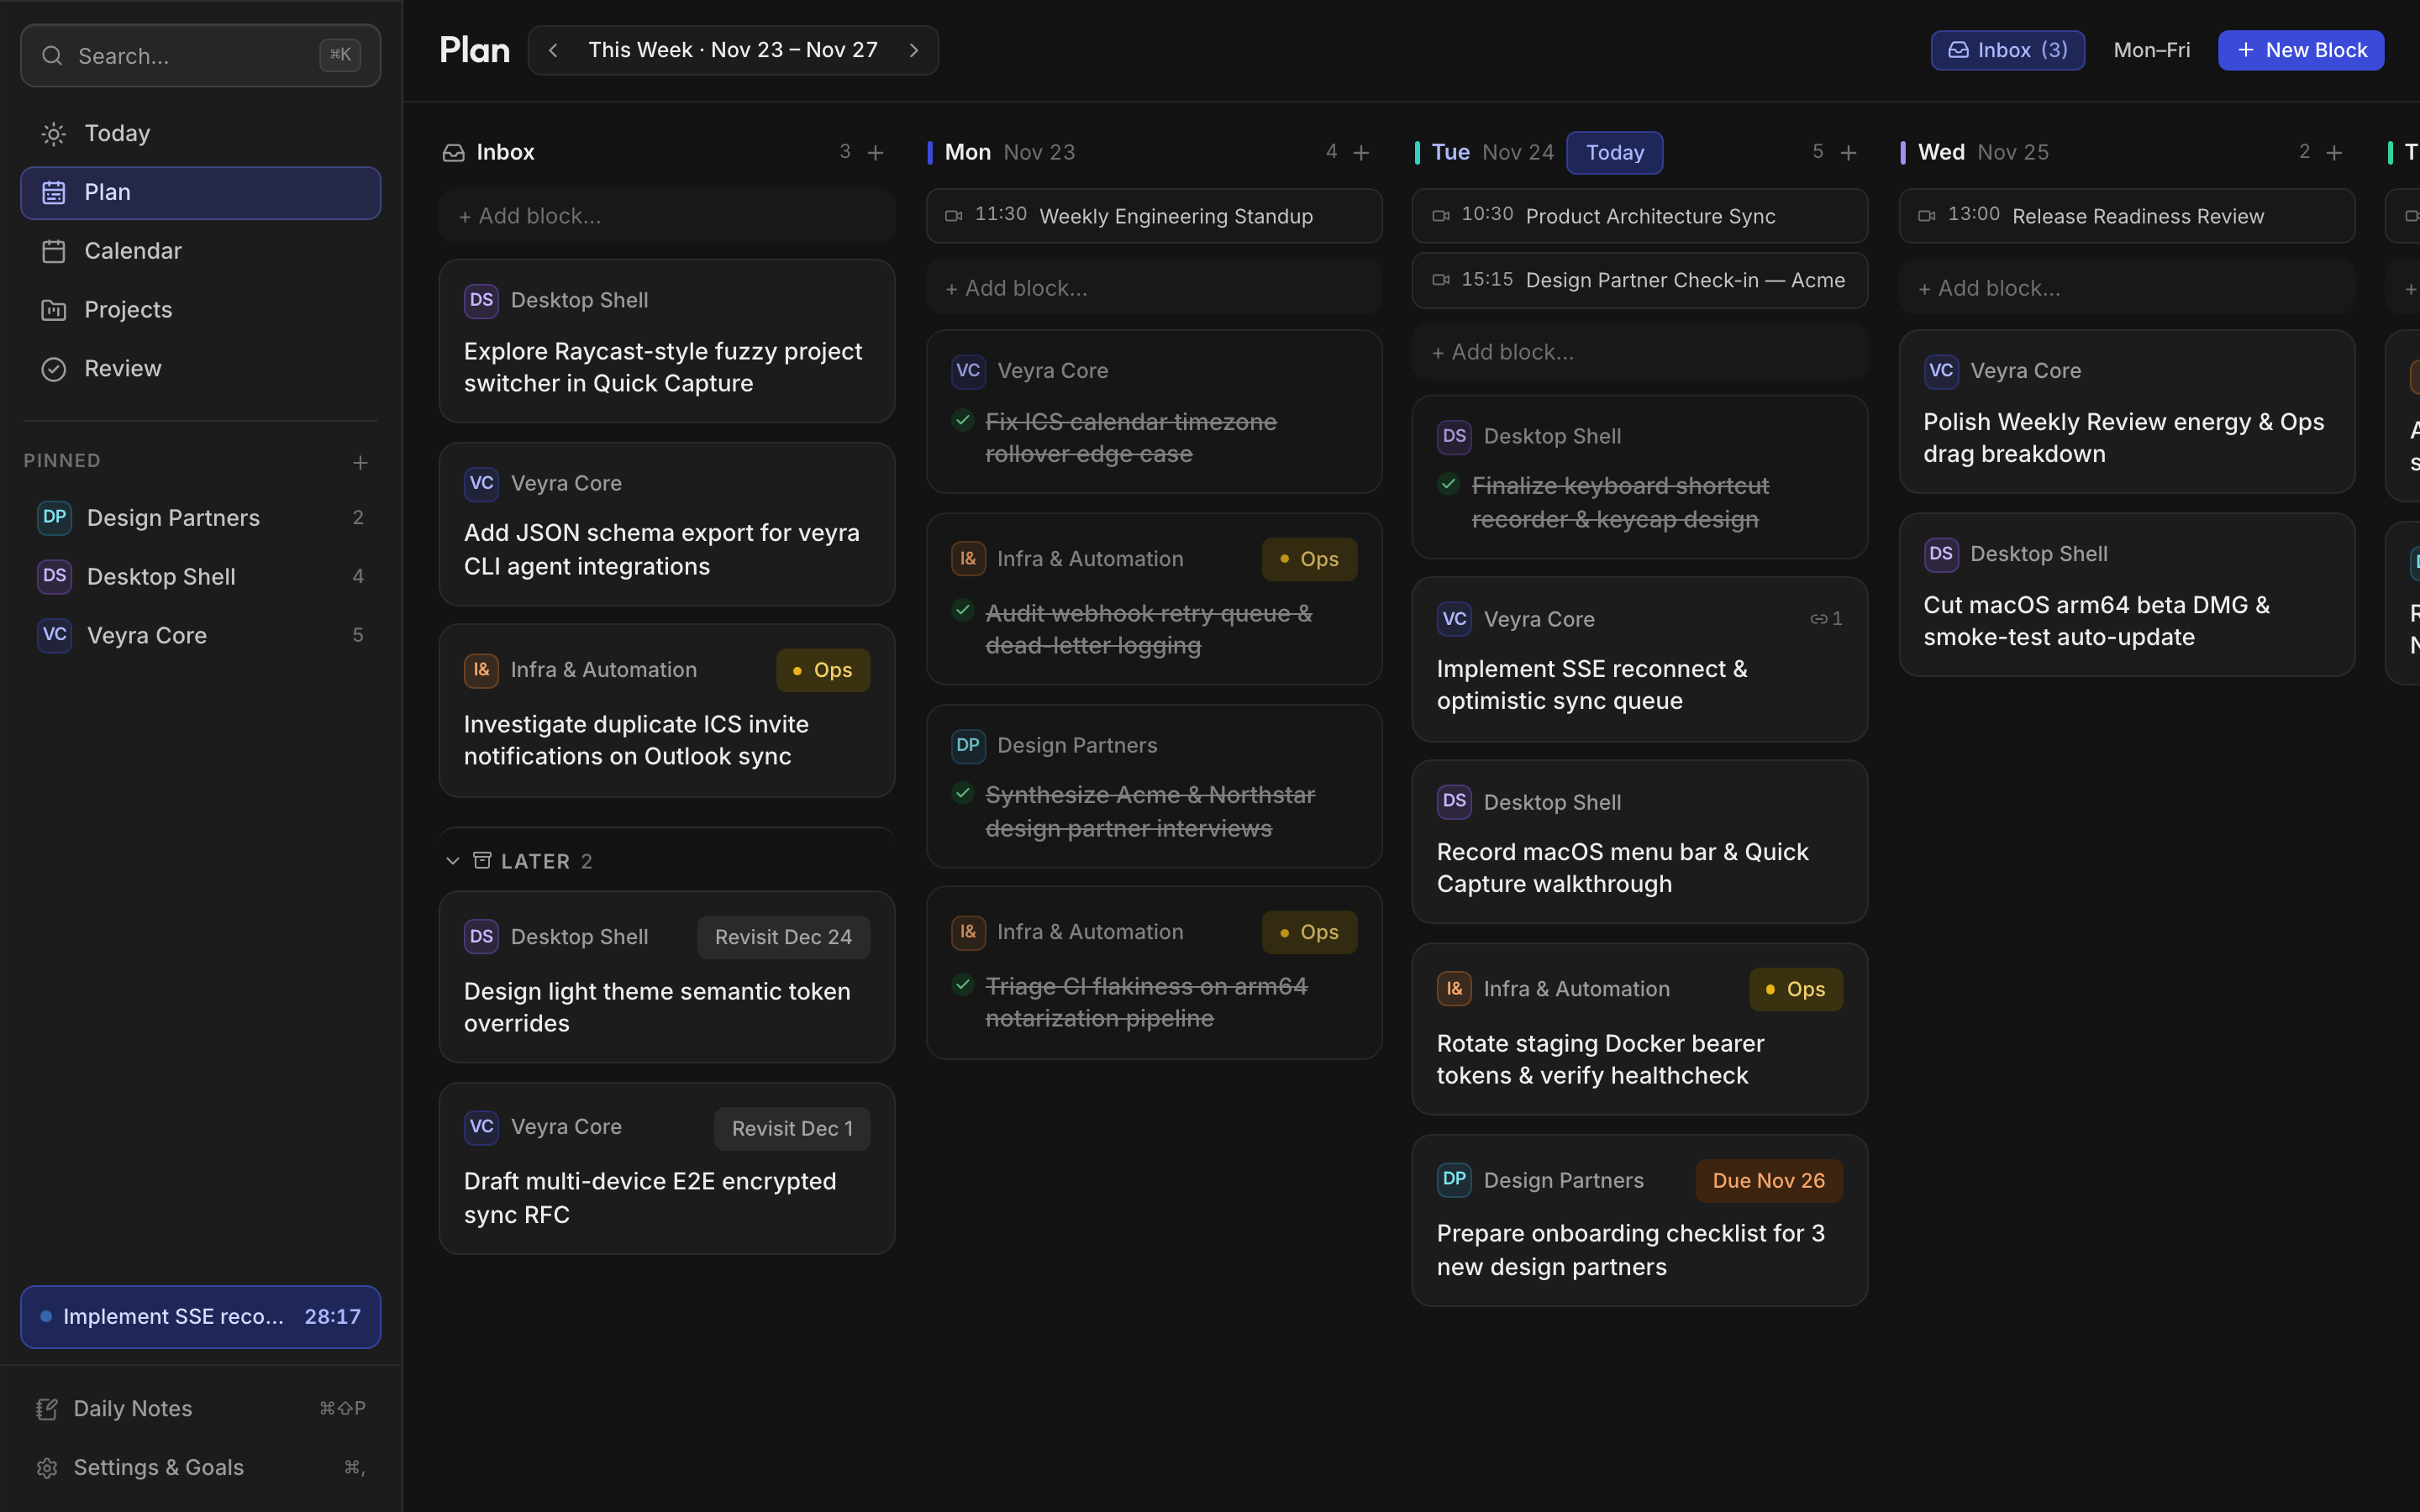 Search...
⌘K
Today
Plan
Calendar
Projects
Review
PINNED
+
DP Design Partners 2
DS Desktop Shell 4
VC Veyra Core 5
Implement SSE reco... 28:17
Daily Notes ⌘⇧P
Settings & Goals ⌘,
Plan
This Week · Nov 23 – Nov 27
Inbox (3)
Mon–Fri
+ New Block
Inbox 3 +
+ Add block...
DS Desktop Shell
Explore Raycast-style fuzzy project
switcher in Quick Capture
VC Veyra Core
Add JSON schema export for veyra
CLI agent integrations
I& Infra & Automation Ops
Investigate duplicate ICS invite
notifications on Outlook sync
LATER 2
DS Desktop Shell Revisit Dec 24
Design light theme semantic token
overrides
VC Veyra Core Revisit Dec 1
Draft multi-device E2E encrypted
sync RFC
Mon Nov 23 4 +
11:30 Weekly Engineering Standup
+ Add block...
VC Veyra Core
Fix ICS calendar timezone
rollover edge case
I& Infra & Automation Ops
Audit webhook retry queue &
dead-letter logging
DP Design Partners
Synthesize Acme & Northstar
design partner interviews
I& Infra & Automation Ops
Triage CI flakiness on arm64
notarization pipeline
Tue Nov 24 Today 5 +
10:30 Product Architecture Sync
15:15 Design Partner Check-in — Acme
+ Add block...
DS Desktop Shell
Finalize keyboard shortcut
recorder & keycap design
VC Veyra Core 1
Implement SSE reconnect &
optimistic sync queue
DS Desktop Shell
Record macOS menu bar & Quick
Capture walkthrough
I& Infra & Automation Ops
Rotate staging Docker bearer
tokens & verify healthcheck
DP Design Partners Due Nov 26
Prepare onboarding checklist for 3
new design partners
Wed Nov 25 2 +
13:00 Release Readiness Review
+ Add block...
VC Veyra Core
Polish Weekly Review energy & Ops
drag breakdown
DS Desktop Shell
Cut macOS arm64 beta DMG &
smoke-test auto-update